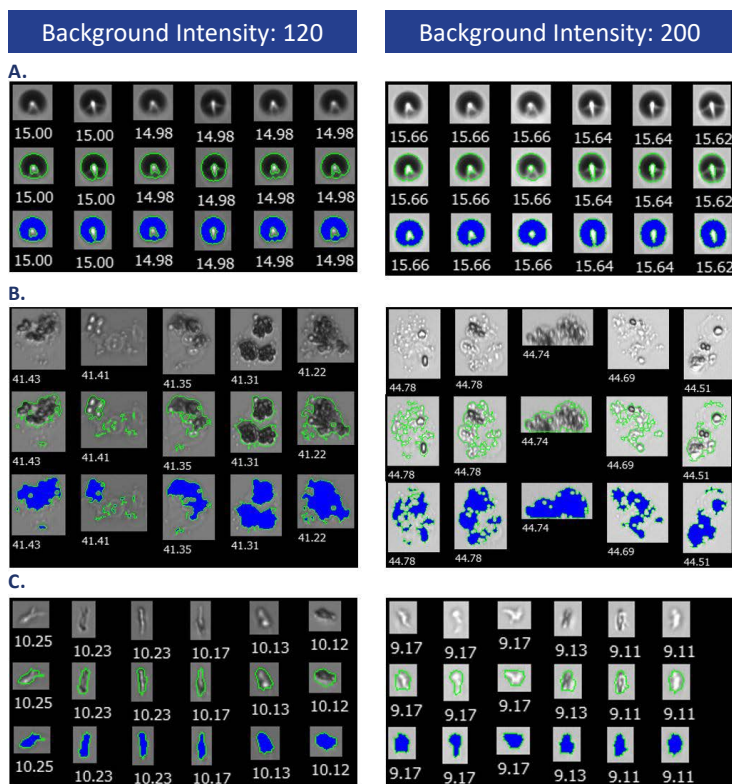 Background Intensity: 120 Background Intensity: 200
A.
15.00 15.00 14.98 14.98 14.98 14.98 15.66 15.66 15.66 15.64 15.64 15.62
15.00 15.00 14.98 14.98 14.98 14.98 15.66 15.66 15.66 15.64 15.64 15.62
15.00 15.00 14.98 14.98 14.98 14.98 15.66 15.66 15.66 15.64 15.64 15.62
B.
41.43 41.41 41.35 41.31 41.22 44.78 44.78 44.74 44.69 44.51
41.43 41.41 41.35 41.31 41.22 44.78 44.78 44.74 44.69 44.51
41.43 41.41 41.35 41.31 41.22 44.78 44.78 44.74 44.69 44.51
C.
10.25 10.23 10.23 10.17 10.13 10.12 9.17 9.17 9.17 9.13 9.11 9.11
10.25 10.23 10.23 10.17 10.13 10.12 9.17 9.17 9.17 9.13 9.11 9.11
10.25 10.23 10.23 10.17 10.13 10.12 9.17 9.17 9.17 9.13 9.11 9.11